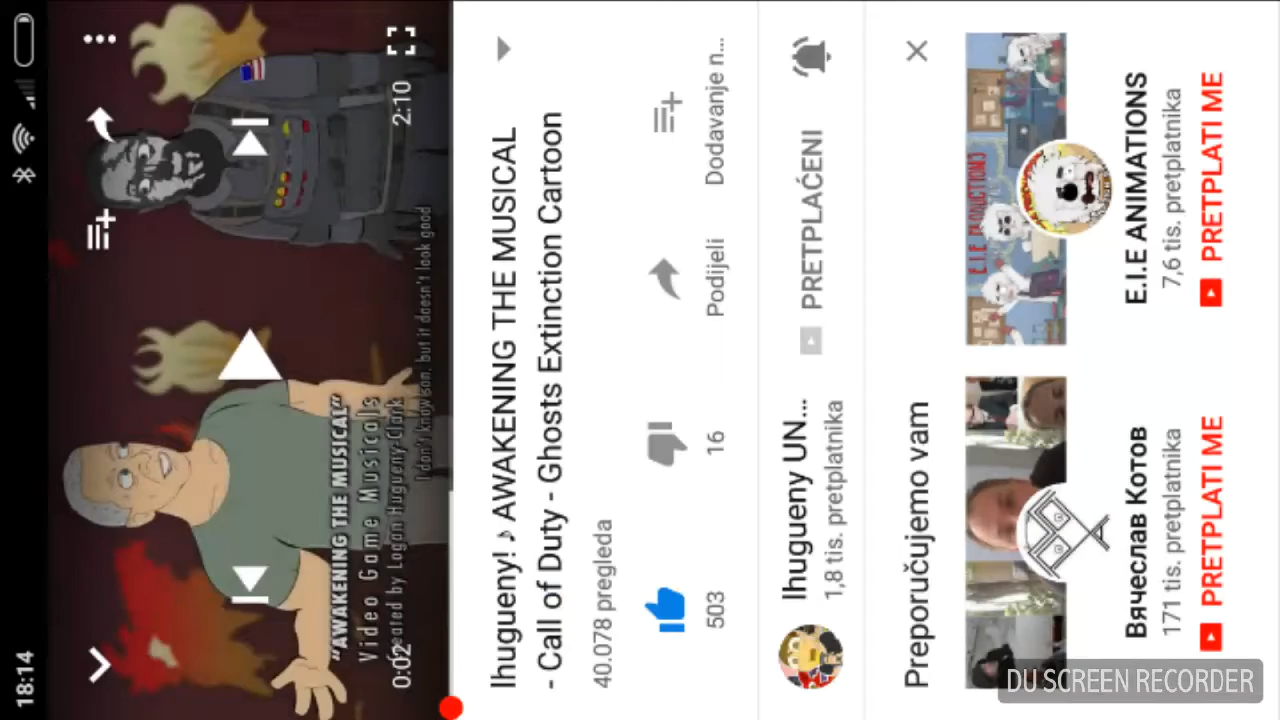 18:14
"AWAKENING THE MUSICAL"
Video Game Musicals
Created by Logan Hugueny-Clark
I don't know son, but it doesn't look good
0:02
2:10
Ihugueny! ♪ AWAKENING THE MUSICAL
- Call of Duty - Ghosts Extinction Cartoon
40.078 pregleda
503
16
Podijeli
Dodavanje n...
Ihugueny UN...
1,8 tis. pretplatnika
PRETPLAĆENI
Preporučujemo vam
Вячеслав Котов
171 tis. pretplatnika
PRETPLATI ME
E.I.E PRODUCTIONS
E.I.E ANIMATIONS
7,6 tis. pretplatnika
PRETPLATI ME
DU SCREEN RECORDER